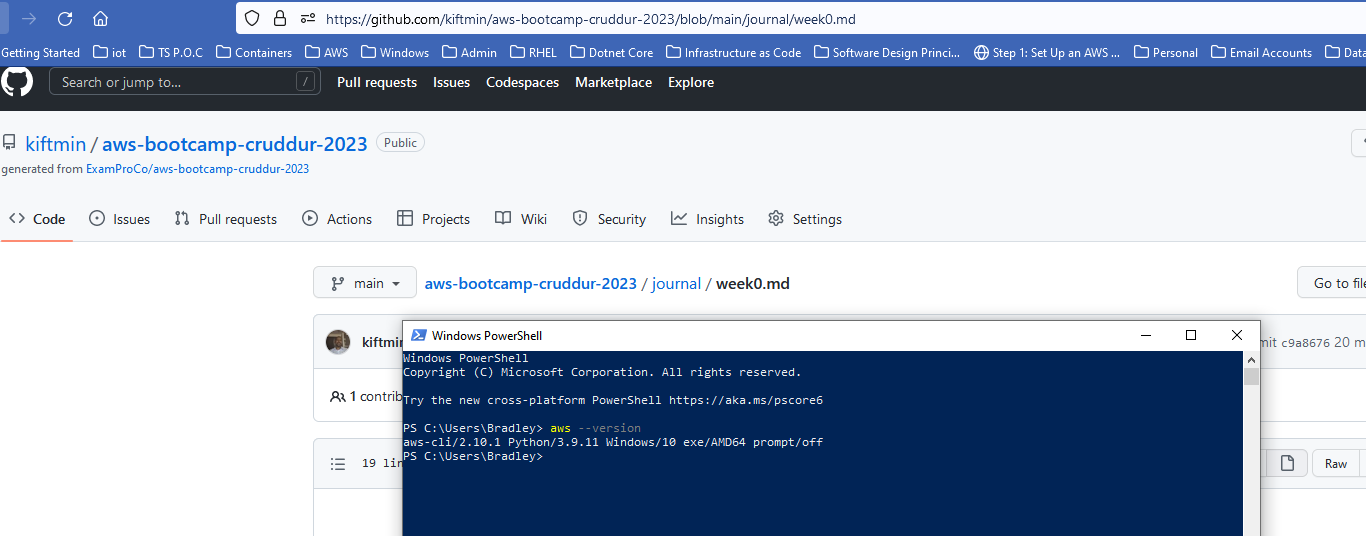 https://github.com/kiftmin/aws-bootcamp-cruddur-2023/blob/main/journal/week0.md
Getting Started iot TS P.O.C Containers AWS Windows Admin RHEL Dotnet Core Infrastructure as Code Software Design Princi... Step 1: Set Up an AWS ... Personal Email Accounts Data
Search or jump to... / Pull requests Issues Codespaces Marketplace Explore
kiftmin / aws-bootcamp-cruddur-2023 Public
generated from ExamProCo/aws-bootcamp-cruddur-2023
Code Issues Pull requests Actions Projects Wiki Security Insights Settings
main aws-bootcamp-cruddur-2023 / journal / week0.md Go to file
kiftmi mit c9a8676 20 m
1 contrib
19 lin Raw
Windows PowerShell
Windows PowerShell
Copyright (C) Microsoft Corporation. All rights reserved.
Try the new cross-platform PowerShell https://aka.ms/pscore6
PS C:\Users\Bradley> aws --version
aws-cli/2.10.1 Python/3.9.11 Windows/10 exe/AMD64 prompt/off
PS C:\Users\Bradley>